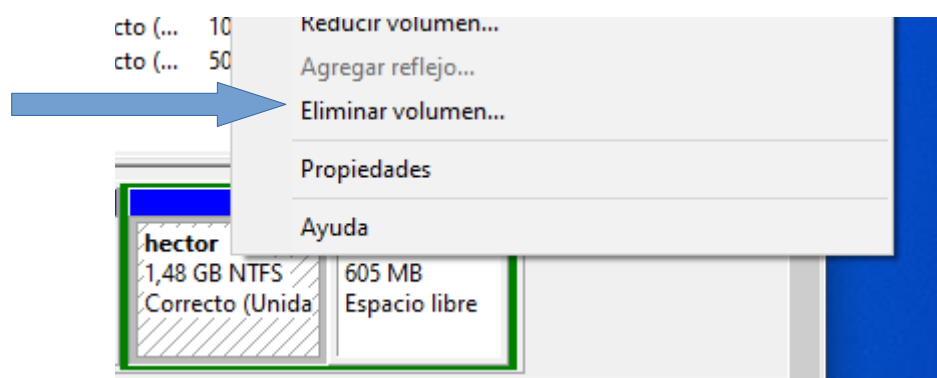 cto (... 10
Reducir volumen...
cto (... 50
Agregar reflejo...
Eliminar volumen...
Propiedades
Ayuda
hector
1,48 GB NTFS
Correcto (Unida
605 MB
Espacio libre